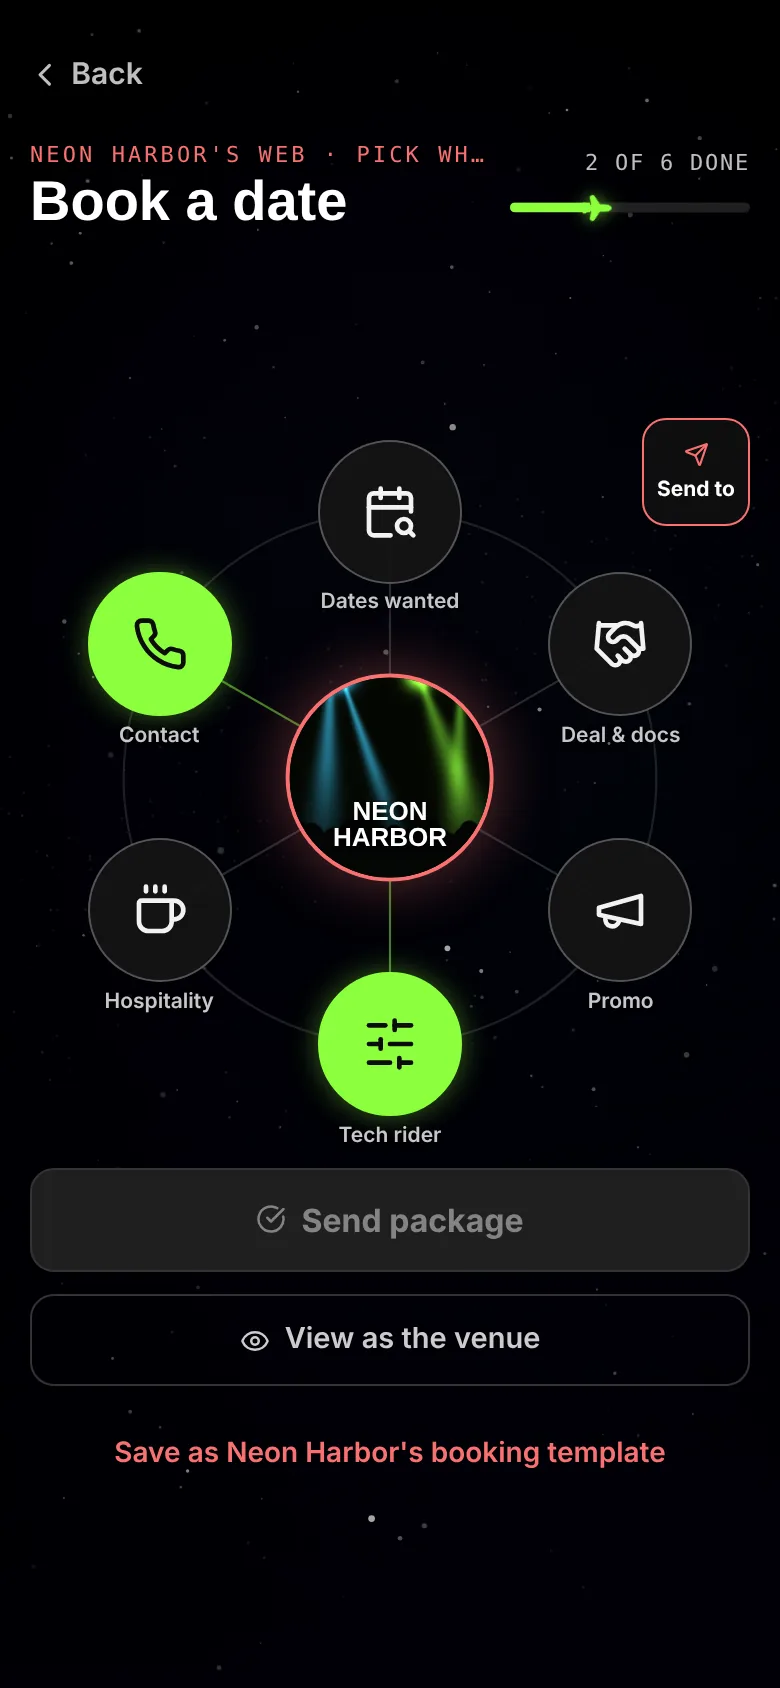 Back
NEON HARBOR'S WEB · PICK WH…
2 OF 6 DONE
Book a date
Send to
Dates wanted
Contact
Deal & docs
NEON
HARBOR
Hospitality
Promo
Tech rider
Send package
View as the venue
Save as Neon Harbor's booking template